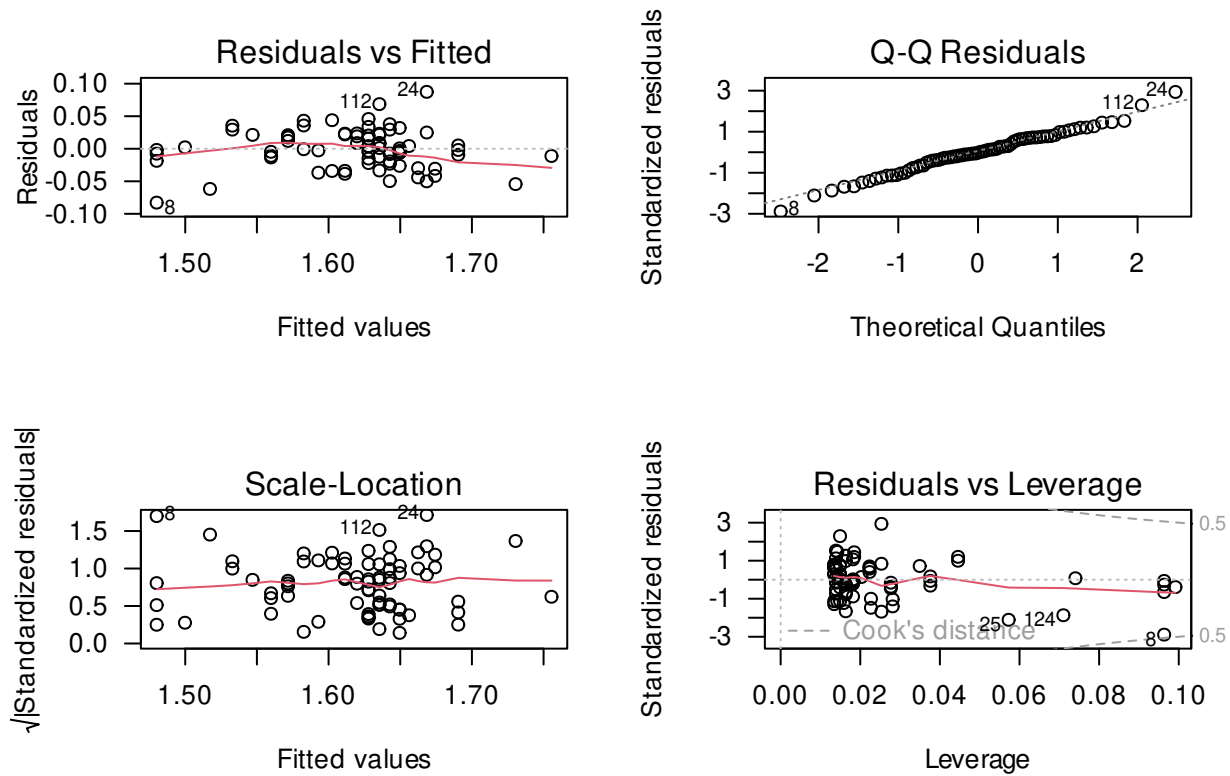 Residuals vs Fitted
Residuals
0.10
0.05
0.00
-0.05
-0.10
112
24
8
1.50 1.60 1.70
Fitted values
Q-Q Residuals
Standardized residuals
3
1
-1
-3
112
24
8
-2 -1 0 1 2
Theoretical Quantiles
Scale-Location
√|Standardized residuals|
1.5
1.0
0.5
0.0
8
112
24
1.50 1.60 1.70
Fitted values
Residuals vs Leverage
Standardized residuals
3
1
-1
-3
0.5
0.5
25
124
8
Cook's distance
0.00 0.02 0.04 0.06 0.08 0.10
Leverage